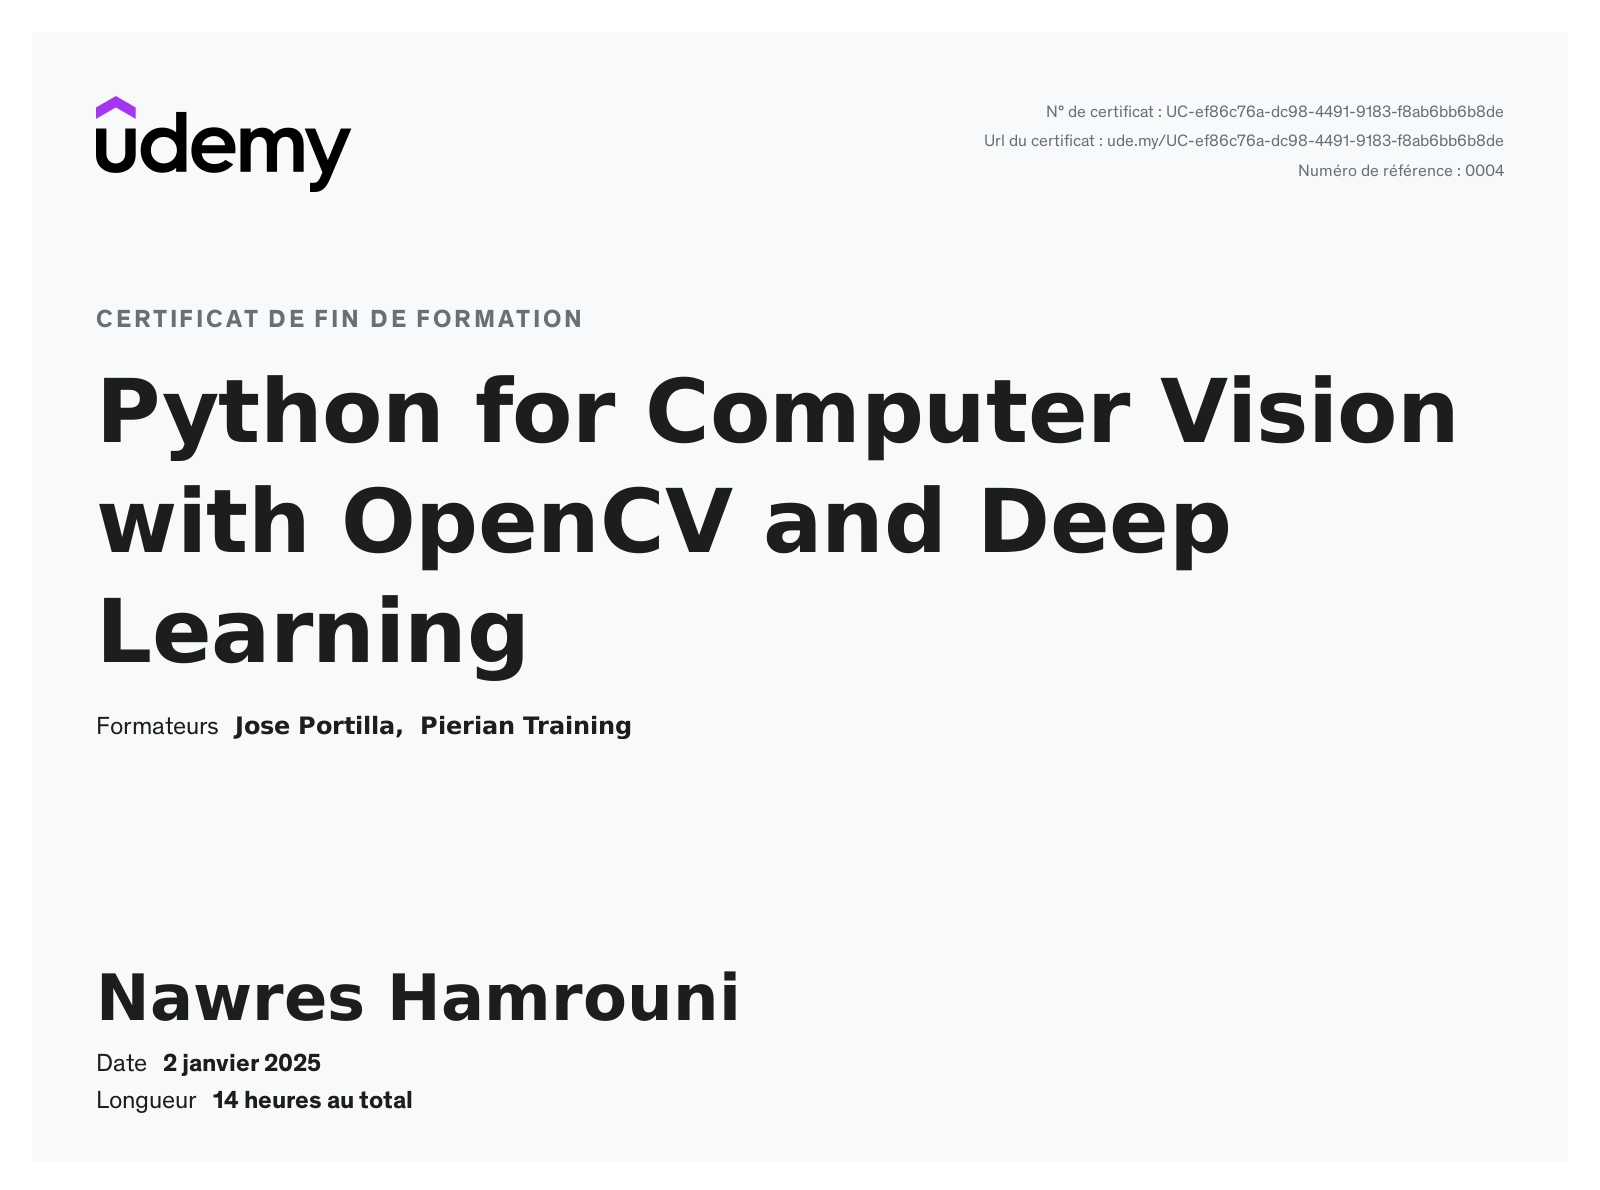 udemy
N° de certificat : UC-ef86c76a-dc98-4491-9183-f8ab6bb6b8de
Url du certificat : ude.my/UC-ef86c76a-dc98-4491-9183-f8ab6bb6b8de
Numéro de référence : 0004
CERTIFICAT DE FIN DE FORMATION
Python for Computer Vision
with OpenCV and Deep
Learning
Formateurs Jose Portilla, Pierian Training
Nawres Hamrouni
Date 2 janvier 2025
Longueur 14 heures au total